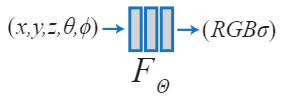 (x,y,z,θ,ϕ) → → (RGBσ)
F_Θ